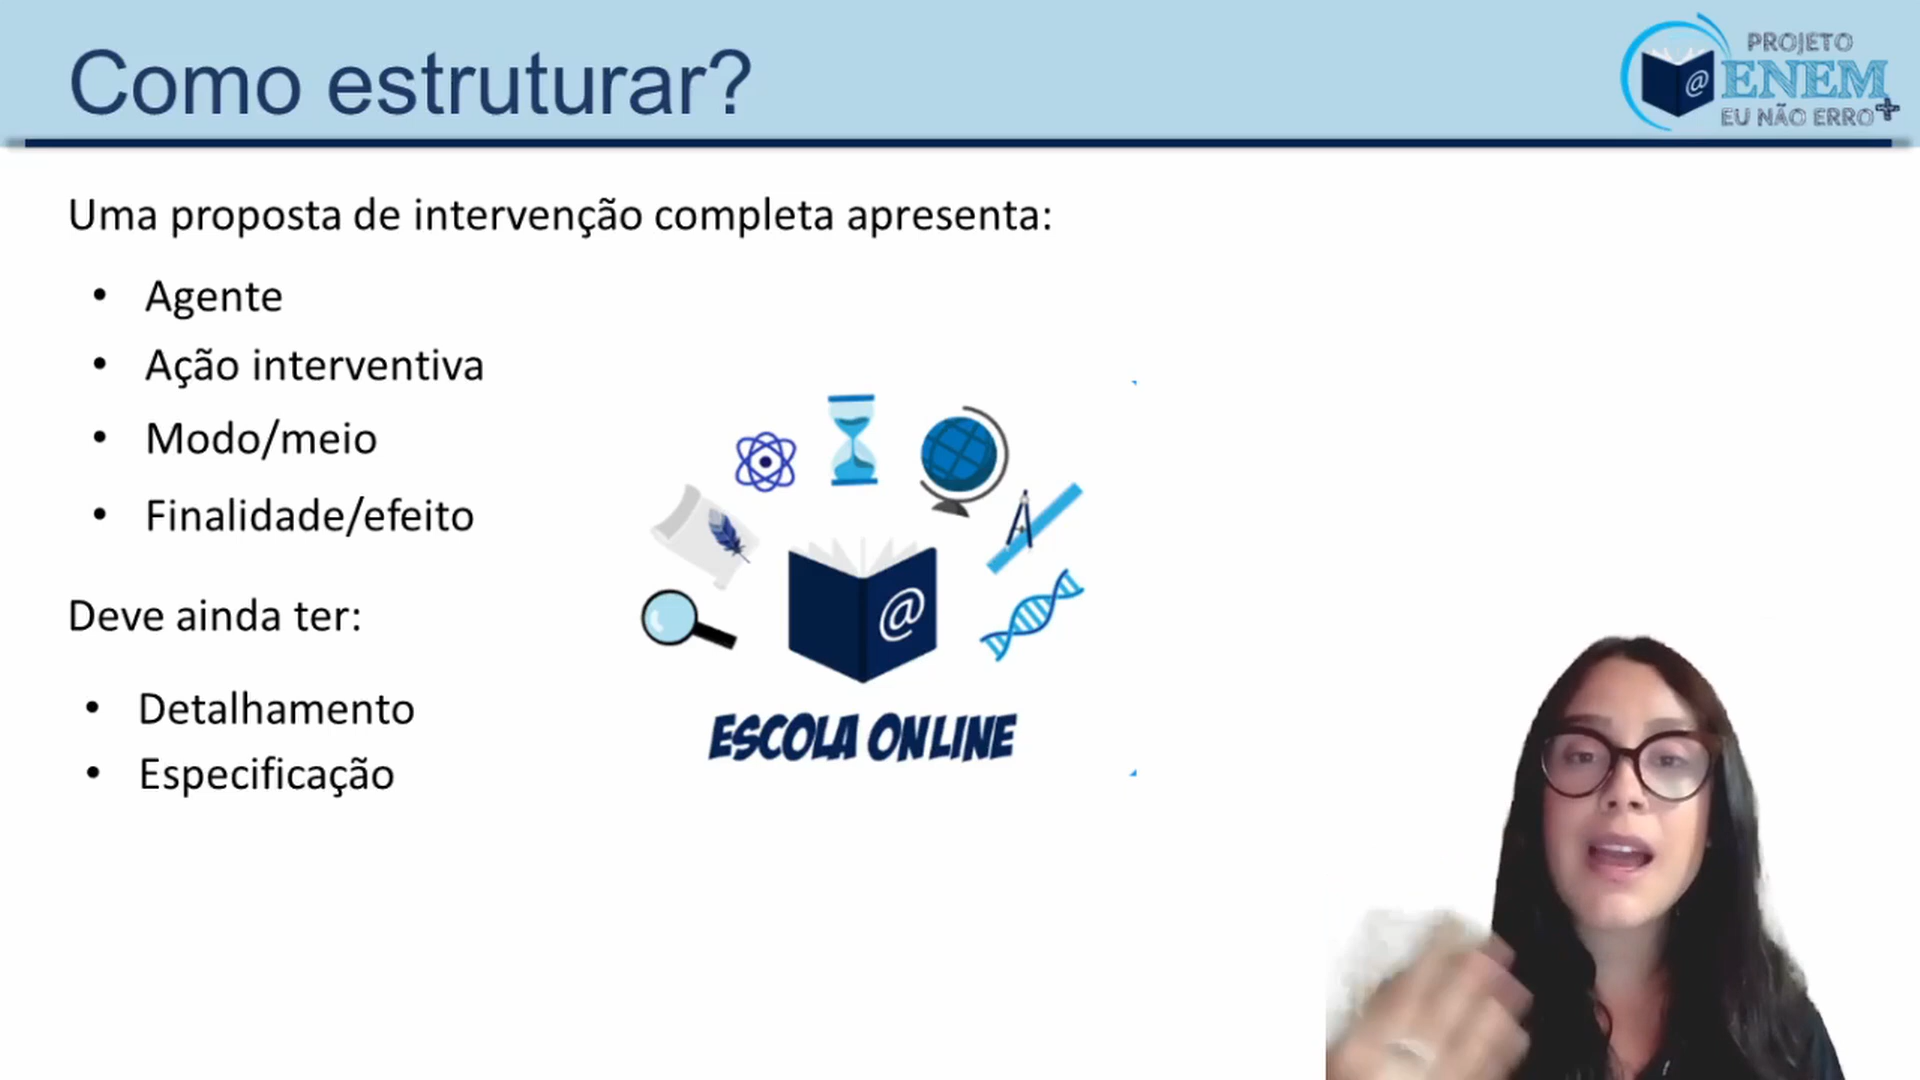 Como estruturar?
PROJETO
ENEM
EU NÃO ERRO+
Uma proposta de intervenção completa apresenta:
• Agente
• Ação interventiva
• Modo/meio
• Finalidade/efeito
Deve ainda ter:
• Detalhamento
• Especificação
@
ESCOLA ONLINE